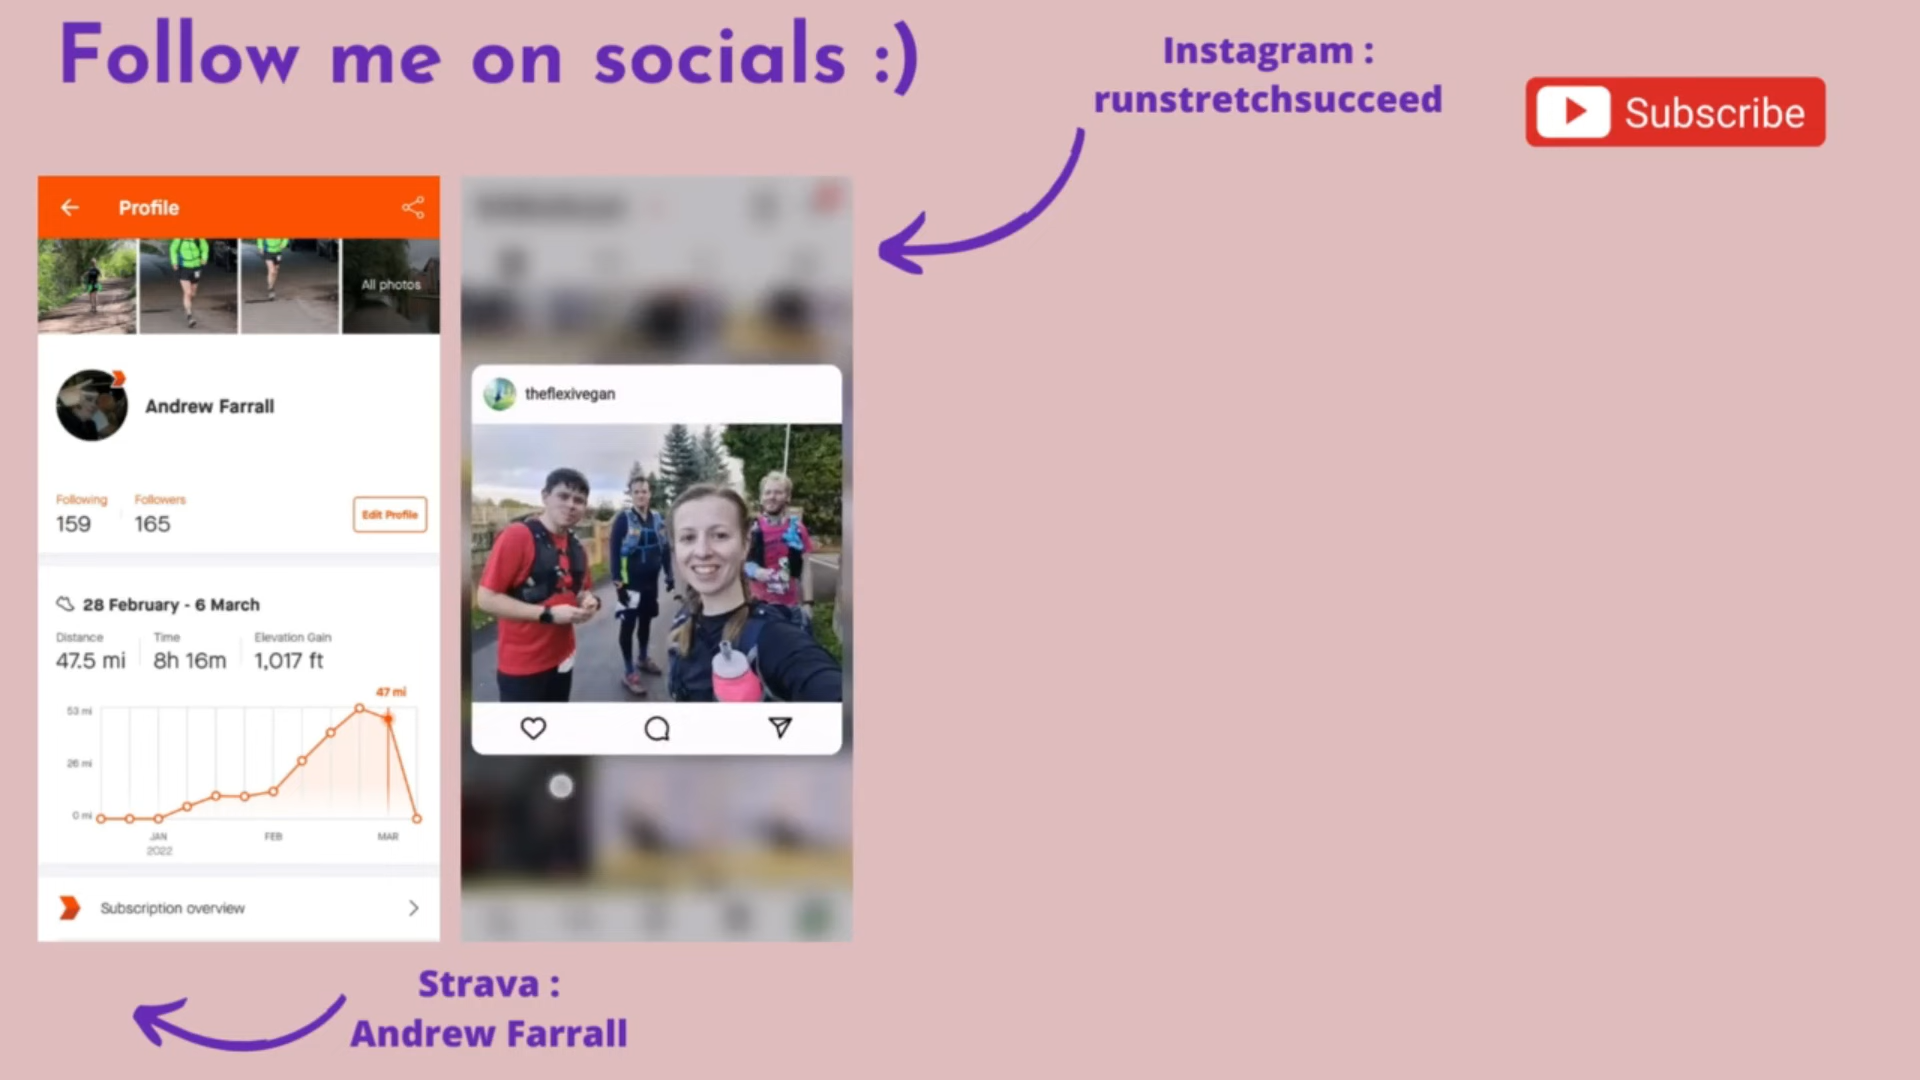 Follow me on socials :)
Instagram :
runstretchsucceed
Subscribe
Profile
All photos
Andrew Farrall
Following
Followers
159
165
Edit Profile
28 February - 6 March
Distance
Time
Elevation Gain
47.5 mi
8h 16m
1,017 ft
47 mi
53 mi
26 mi
0 mi
JAN
FEB
MAR
2022
Subscription overview
theflexivegan
Strava :
Andrew Farrall